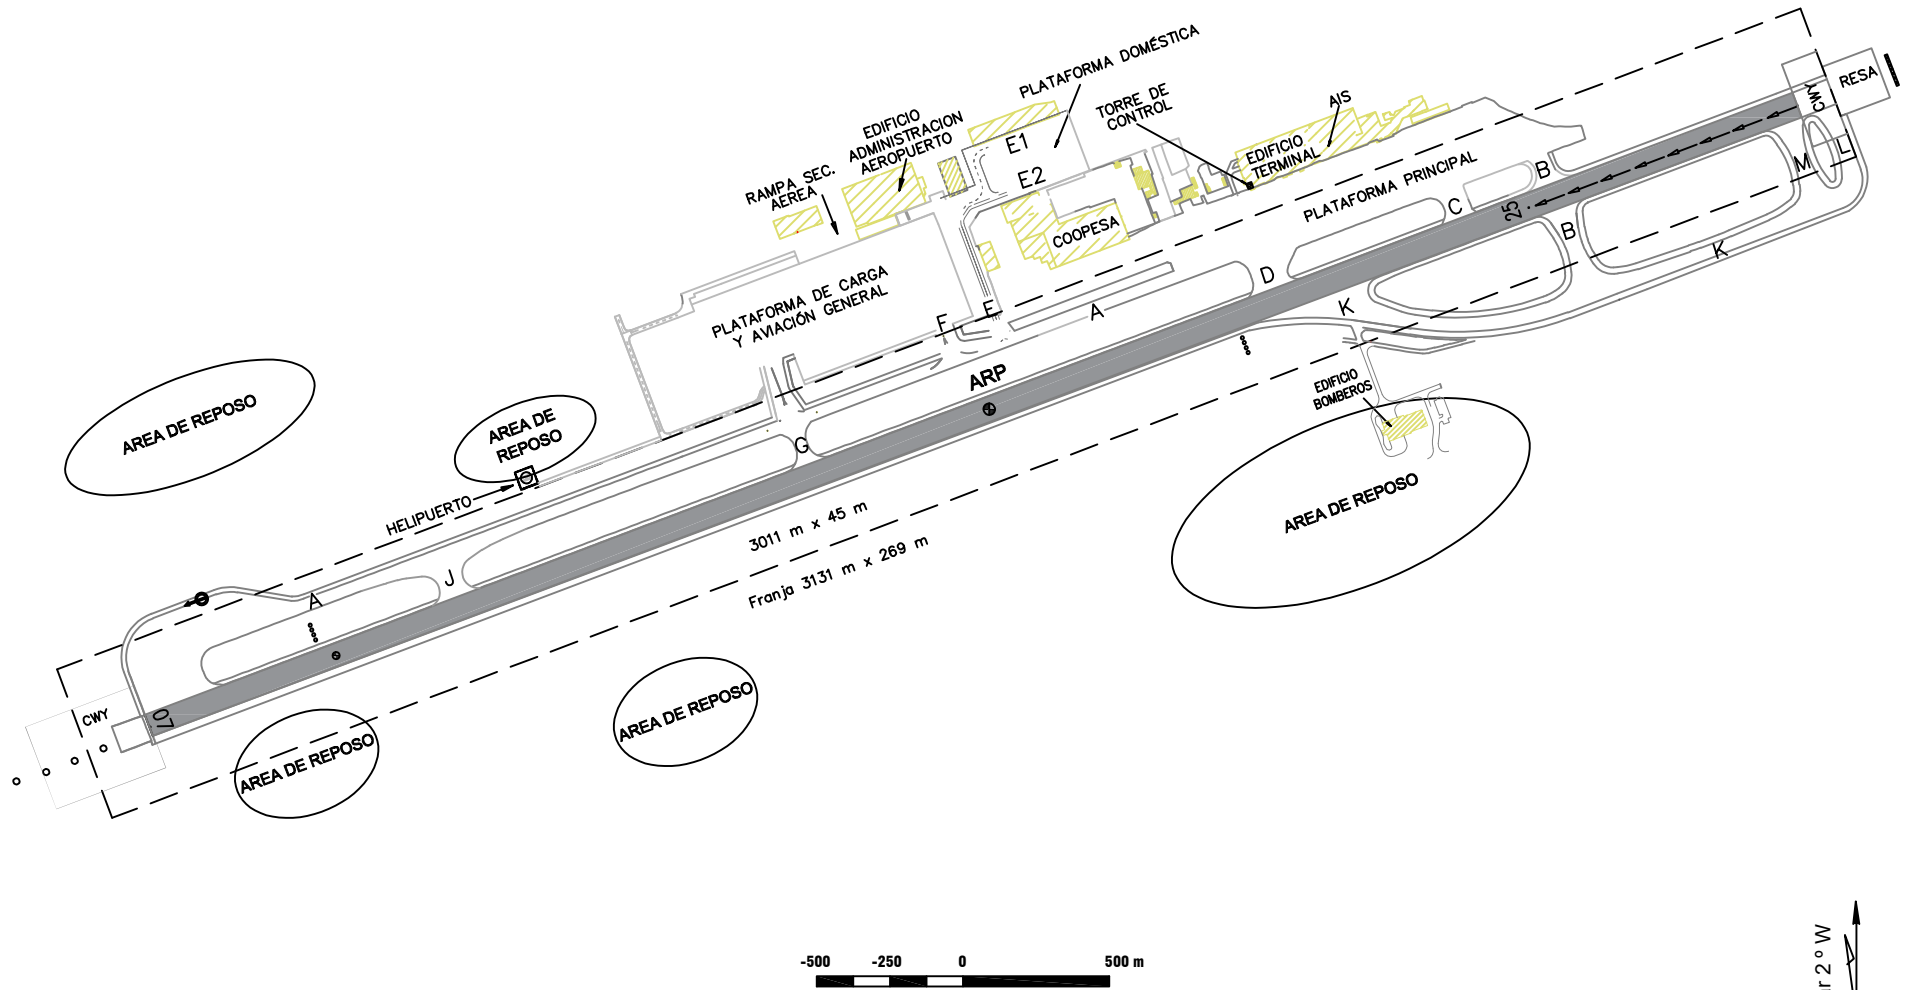 PLATAFORMA DOMÉSTICA
TORRE DE
CONTROL
AIS
RESA
CWY
EDIFICIO
ADMINISTRACION
AEROPUERTO
E1
E2
RAMPA SEC.
AEREA
EDIFICIO
TERMINAL
PLATAFORMA PRINCIPAL
B
M
L
C
25
B
K
COOPESA
D
K
PLATAFORMA DE CARGA
Y AVIACIÓN GENERAL
F
E
A
ARP
EDIFICIO
BOMBEROS
AREA DE REPOSO
AREA DE
REPOSO
G
HELIPUERTO
AREA DE REPOSO
3011 m x 45 m
Franja 3131 m x 269 m
J
A
CWY
07
AREA DE REPOSO
AREA DE REPOSO
-500 -250 0 500 m
2 º W